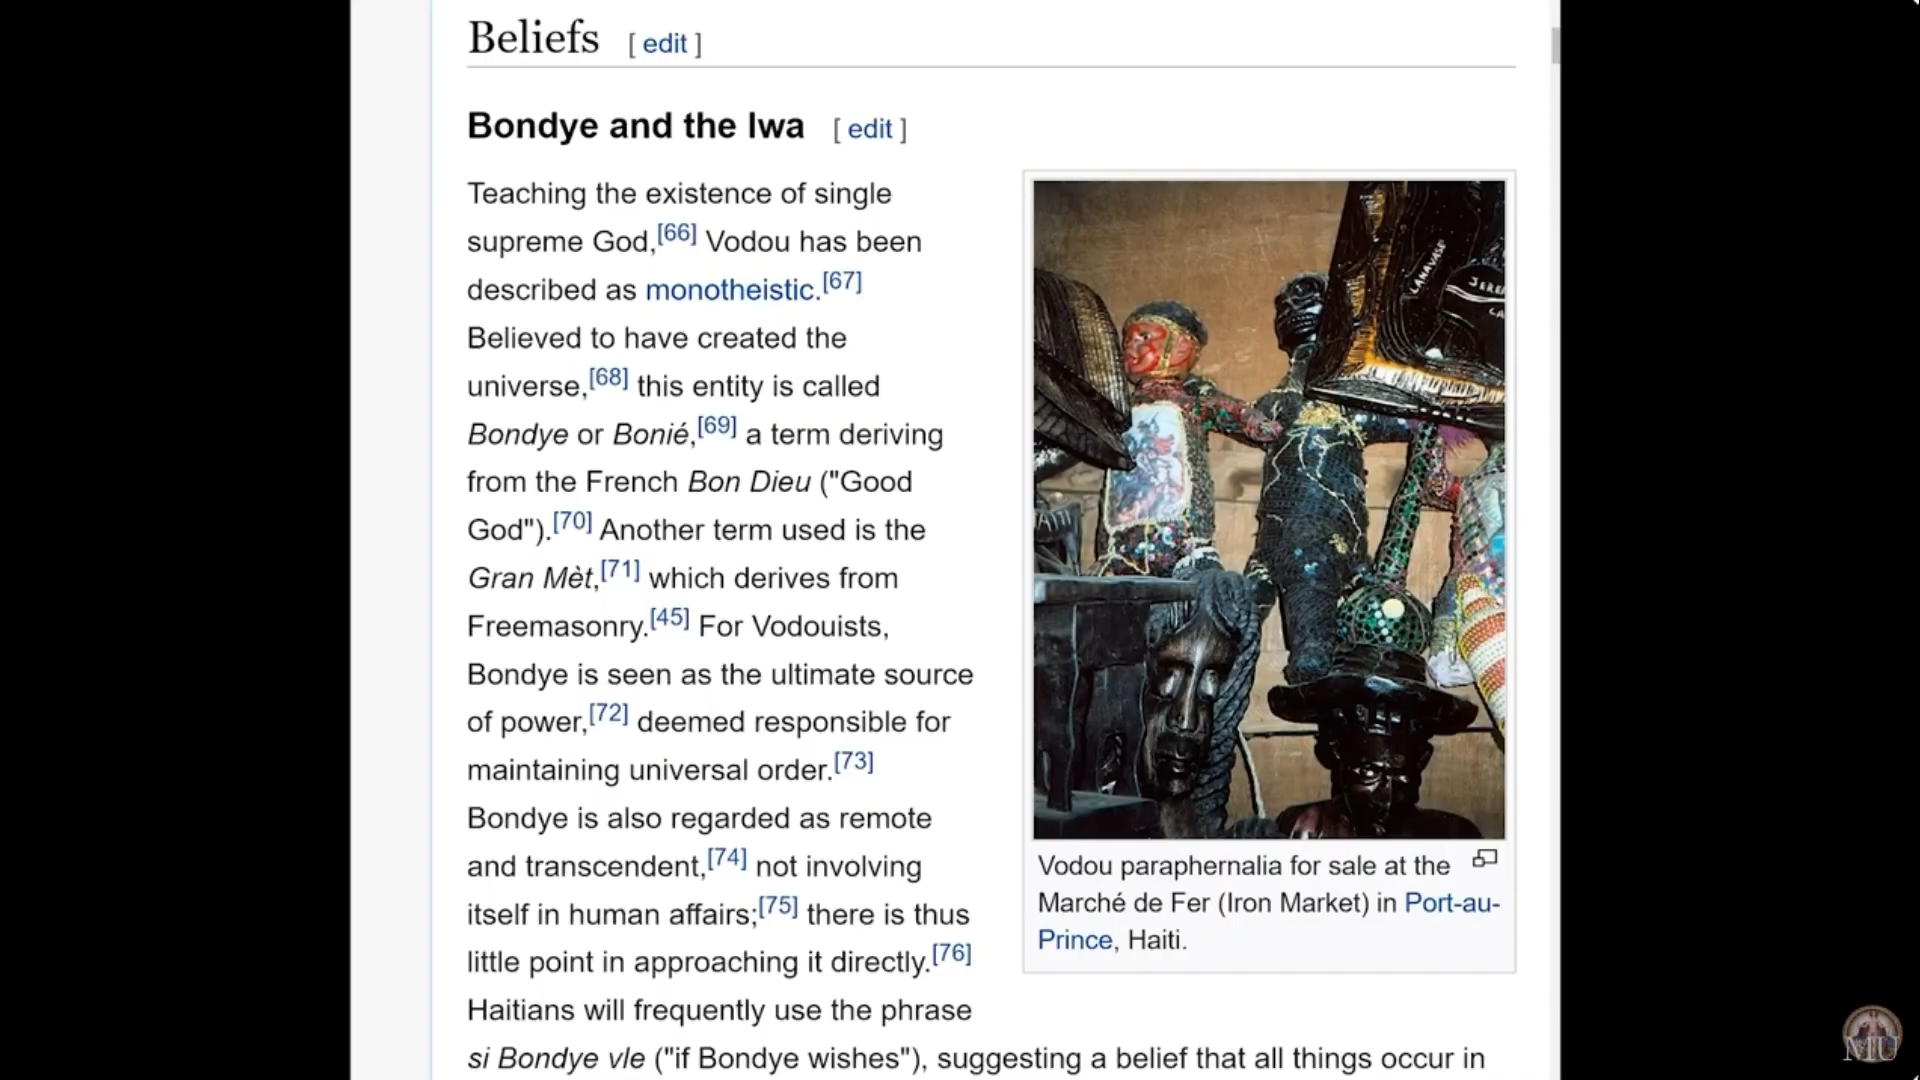 Beliefs [ edit ]
Bondye and the lwa [ edit ]
Teaching the existence of single
supreme God,[66] Vodou has been
described as monotheistic.[67]
Believed to have created the
universe,[68] this entity is called
Bondye or Bonié,[69] a term deriving
from the French Bon Dieu ("Good
God").[70] Another term used is the
Gran Mèt,[71] which derives from
Freemasonry.[45] For Vodouists,
Bondye is seen as the ultimate source
of power,[72] deemed responsible for
maintaining universal order.[73]
Bondye is also regarded as remote
and transcendent,[74] not involving
itself in human affairs;[75] there is thus
little point in approaching it directly.[76]
Haitians will frequently use the phrase
si Bondye vle ("if Bondye wishes"), suggesting a belief that all things occur in
CANAVASE
Vodou paraphernalia for sale at the
Marché de Fer (Iron Market) in Port-au-
Prince, Haiti.
MU